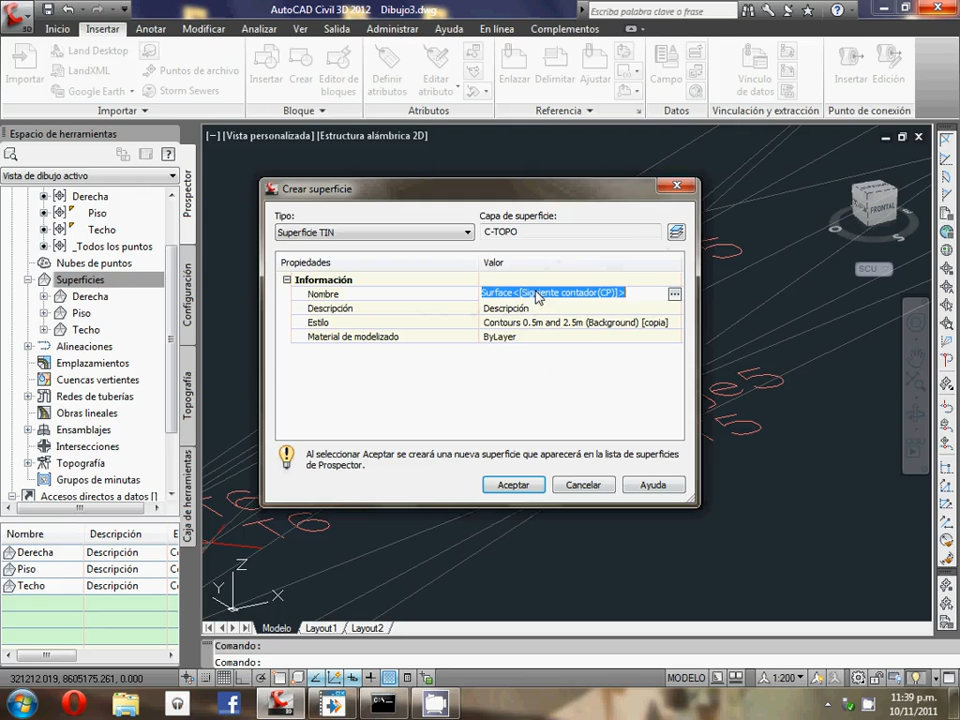 AutoCAD Civil 3D 2012    Dibujo3.dwg
Escriba palabra clave o frase
Inicio Insertar Anotar Modificar Analizar Ver Salida Administrar Ayuda En línea Complementos
Importar
Land Desktop
LandXML
Google Earth
Puntos de archivo
Storm Sewers
Insertar Crear Editor de bloques
Definir atributos Editar atributos
Enlazar Delimitar Ajustar
Campo
Vínculo de datos
Insertar Edición
Importar Bloque Atributos Referencia Datos Vinculación y extracción Punto de conexión
Espacio de herramientas
[−] [Vista personalizada] [Estructura alámbrica 2D]
Vista de dibujo activo
Derecha
Piso
Techo
_Todos los puntos
Nubes de puntos
Superficies
Derecha
Piso
Techo
Alineaciones
Emplazamientos
Cuencas vertientes
Redes de tuberías
Obras lineales
Ensamblajes
Intersecciones
Topografía
Grupos de minutas
Accesos directos a datos []
Prospector
Configuración
Topografía
Caja de herramientas
Nombre Descripción E
Derecha Descripción
Piso Descripción
Techo Descripción
Crear superficie
Tipo:
Superficie TIN
Capa de superficie:
C-TOPO
Propiedades Valor
Información
Nombre Surface<[Siguiente contador(CP)]>
Descripción Descripción
Estilo Contours 0.5m and 2.5m (Background) [copia]
Material de modelizado ByLayer
Al seleccionar Aceptar se creará una nueva superficie que aparecerá en la lista de superficies
de Prospector.
Aceptar Cancelar Ayuda
FRONTAL
SCU
Z
Y
X
Modelo Layout1 Layout2
Comando:
Comando:
321212.019, 8605175.261, 0.000
MODELO
1:200
11:39 p.m.
10/11/2011